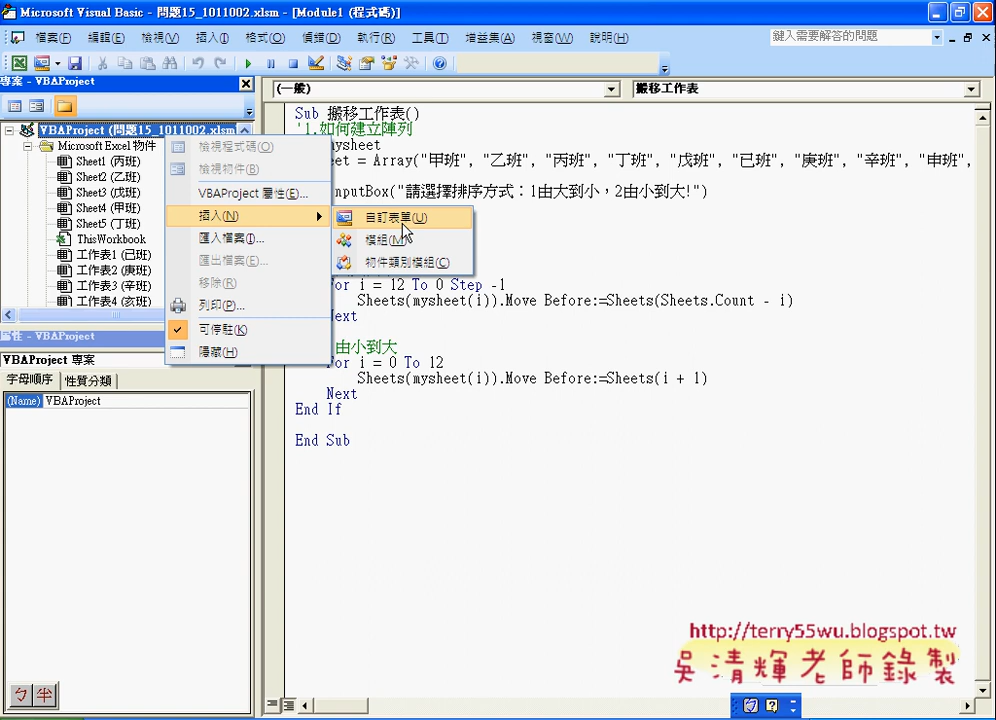 Microsoft Visual Basic - 問題15_1011002.xlsm - [Module1 (程式碼)]
檔案(F) 編輯(E) 檢視(V) 插入(I) 格式(O) 偵錯(D) 執行(R) 工具(T) 增益集(A) 視窗(W) 說明(H) 鍵入需要解答的問題
專案 - VBAProject
(一般) 搬移工作表
VBAProject (問題15_1011002.xlsm
Microsoft Excel 物件
Sheet1 (丙班)
Sheet2 (乙班)
Sheet3 (戊班)
Sheet4 (甲班)
Sheet5 (丁班)
ThisWorkbook
工作表1 (已班)
工作表2 (庚班)
工作表3 (辛班)
工作表4 (亥班)
檢視程式碼(O)
檢視物件(B)
VBAProject 屬性(E)...
插入(N)
匯入檔案(I)...
匯出檔案(E)...
移除(R)
列印(P)...
可停駐(K)
隱藏(H)
自訂表單(U)
模組(M)
物件類別模組(C)
Sub 搬移工作表()
'1.如何建立陣列
mysheet
eet = Array("甲班", "乙班", "丙班", "丁班", "戊班", "已班", "庚班", "辛班", "申班",
nputBox("請選擇排序方式：1由大到小，2由小到大!")
For i = 12 To 0 Step -1
Sheets(mysheet(i)).Move Before:=Sheets(Sheets.Count - i)
Next
由小到大
For i = 0 To 12
Sheets(mysheet(i)).Move Before:=Sheets(i + 1)
Next
End If
End Sub
屬性 - VBAProject
VBAProject 專案
字母順序 性質分類
(Name) VBAProject
ㄅ 半
http://terry55wu.blogspot.tw
吳清輝老師錄製